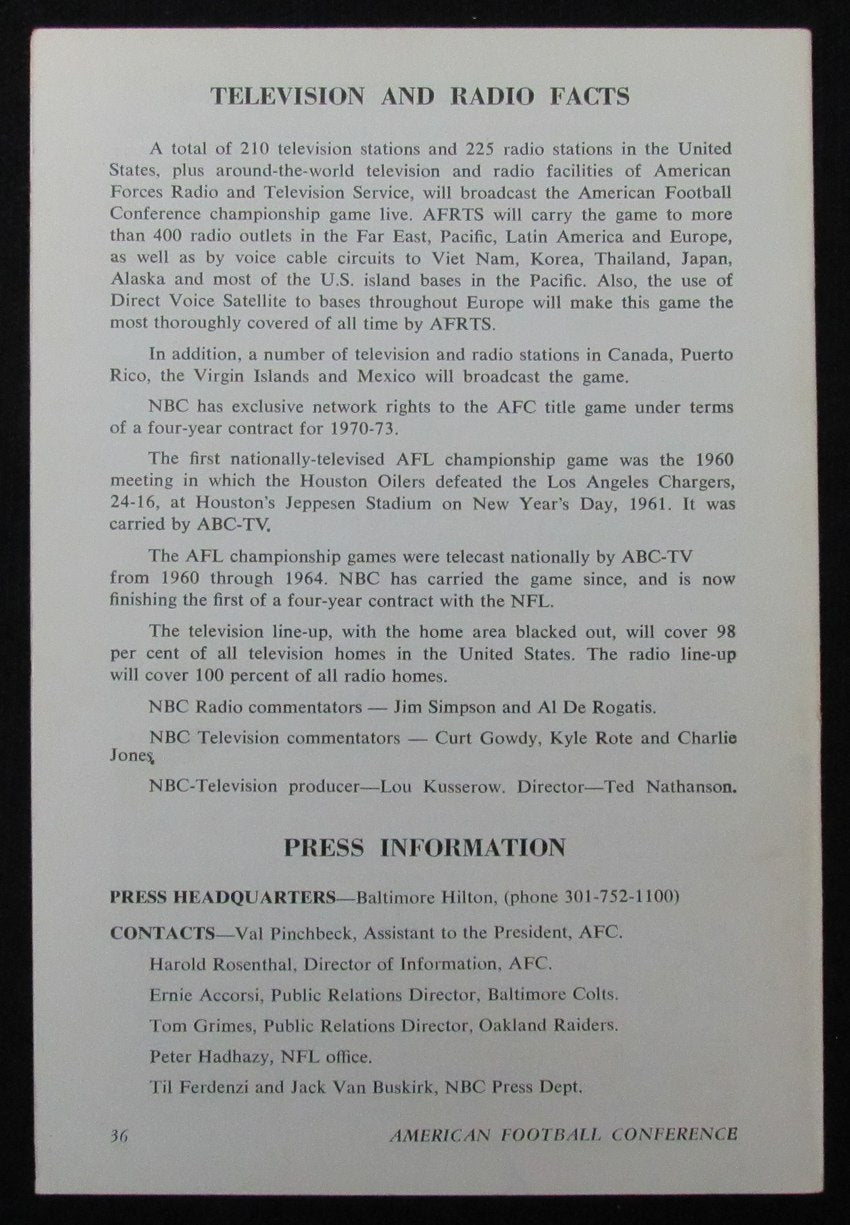 TELEVISION AND RADIO FACTS
A total of 210 television stations and 225 radio stations in the United
States, plus around-the-world television and radio facilities of American
Forces Radio and Television Service, will broadcast the American Football
Conference championship game live. AFRTS will carry the game to more
than 400 radio outlets in the Far East, Pacific, Latin America and Europe,
as well as by voice cable circuits to Viet Nam, Korea, Thailand, Japan,
Alaska and most of the U.S. island bases in the Pacific. Also, the use of
Direct Voice Satellite to bases throughout Europe will make this game the
most thoroughly covered of all time by AFRTS.
In addition, a number of television and radio stations in Canada, Puerto
Rico, the Virgin Islands and Mexico will broadcast the game.
NBC has exclusive network rights to the AFC title game under terms
of a four-year contract for 1970-73.
The first nationally-televised AFL championship game was the 1960
meeting in which the Houston Oilers defeated the Los Angeles Chargers,
24-16, at Houston's Jeppesen Stadium on New Year's Day, 1961. It was
carried by ABC-TV.
The AFL championship games were telecast nationally by ABC-TV
from 1960 through 1964. NBC has carried the game since, and is now
finishing the first of a four-year contract with the NFL.
The television line-up, with the home area blacked out, will cover 98
per cent of all television homes in the United States. The radio line-up
will cover 100 percent of all radio homes.
NBC Radio commentators — Jim Simpson and Al De Rogatis.
NBC Television commentators — Curt Gowdy, Kyle Rote and Charlie
Jones.
NBC-Television producer—Lou Kusserow. Director—Ted Nathanson.
PRESS INFORMATION
PRESS HEADQUARTERS—Baltimore Hilton, (phone 301-752-1100)
CONTACTS—Val Pinchbeck, Assistant to the President, AFC.
Harold Rosenthal, Director of Information, AFC.
Ernie Accorsi, Public Relations Director, Baltimore Colts.
Tom Grimes, Public Relations Director, Oakland Raiders.
Peter Hadhazy, NFL office.
Til Ferdenzi and Jack Van Buskirk, NBC Press Dept.
36 AMERICAN FOOTBALL CONFERENCE